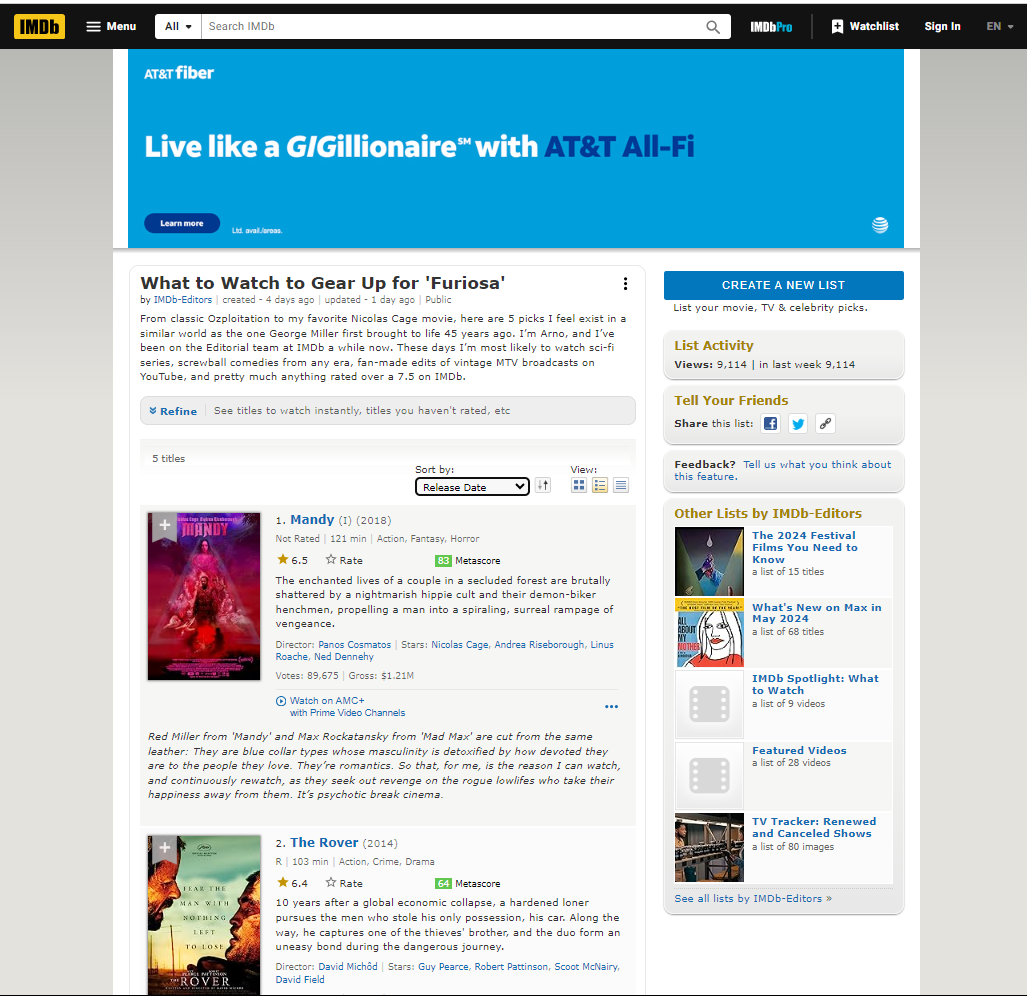 IMDb Menu All Search IMDb IMDbPro Watchlist Sign In EN
AT&T fiber
Live like a GIGillionaire℠ with AT&T All-Fi
Learn more Ltd. avail./areas.
What to Watch to Gear Up for 'Furiosa'
by IMDb-Editors | created - 4 days ago | updated - 1 day ago | Public
From classic Ozploitation to my favorite Nicolas Cage movie, here are 5 picks I feel exist in a
similar world as the one George Miller first brought to life 45 years ago. I'm Arno, and I've
been on the Editorial team at IMDb a while now. These days I'm most likely to watch sci-fi
series, screwball comedies from any era, fan-made edits of vintage MTV broadcasts on
YouTube, and pretty much anything rated over a 7.5 on IMDb.
Refine See titles to watch instantly, titles you haven't rated, etc
5 titles
Sort by: View:
Release Date
MANDY
1. Mandy (I) (2018)
Not Rated | 121 min | Action, Fantasy, Horror
6.5 Rate 83 Metascore
The enchanted lives of a couple in a secluded forest are brutally
shattered by a nightmarish hippie cult and their demon-biker
henchmen, propelling a man into a spiraling, surreal rampage of
vengeance.
Director: Panos Cosmatos | Stars: Nicolas Cage, Andrea Riseborough, Linus
Roache, Ned Dennehy
Votes: 89,675 | Gross: $1.21M
Watch on AMC+
with Prime Video Channels
Red Miller from 'Mandy' and Max Rockatansky from 'Mad Max' are cut from the same
leather: They are blue collar types whose masculinity is detoxified by how devoted they
are to the people they love. They're romantics. So that, for me, is the reason I can watch,
and continuously rewatch, as they seek out revenge on the rogue lowlifes who take their
happiness away from them. It's psychotic break cinema.
FEAR THE
MAN WITH
NOTHING
LEFT
TO LOSE
THE ROVER
2. The Rover (2014)
R | 103 min | Action, Crime, Drama
6.4 Rate 64 Metascore
10 years after a global economic collapse, a hardened loner
pursues the men who stole his only possession, his car. Along the
way, he captures one of the thieves' brother, and the duo form an
uneasy bond during the dangerous journey.
Director: David Michôd | Stars: Guy Pearce, Robert Pattinson, Scoot McNairy,
David Field
CREATE A NEW LIST
List your movie, TV & celebrity picks.
List Activity
Views: 9,114 | in last week 9,114
Tell Your Friends
Share this list:
Feedback? Tell us what you think about
this feature.
Other Lists by IMDb-Editors
The 2024 Festival
Films You Need to
Know
a list of 15 titles
ALL
ABOUT
MY
MOTHER
What's New on Max in
May 2024
a list of 68 titles
IMDb Spotlight: What
to Watch
a list of 9 videos
Featured Videos
a list of 28 videos
TV Tracker: Renewed
and Canceled Shows
a list of 80 images
See all lists by IMDb-Editors »